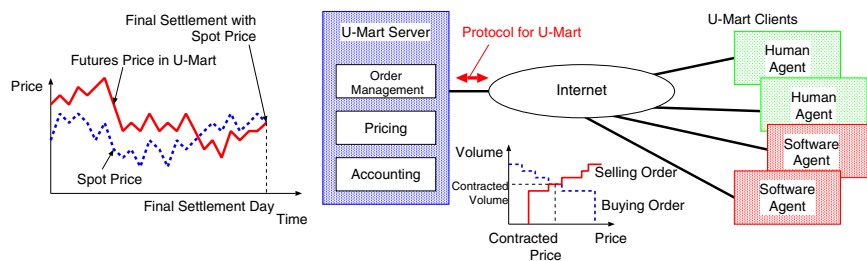 Final Settlement with
Spot Price
Futures Price in U-Mart
Price
Spot Price
Final Settlement Day
Time
U-Mart Server
Order
Management
Pricing
Accounting
Protocol for U-Mart
Internet
Volume
Selling Order
Contracted
Volume
Buying Order
Contracted
Price
Price
U-Mart Clients
Human
Agent
Human
Agent
Software
Agent
Software
Agent